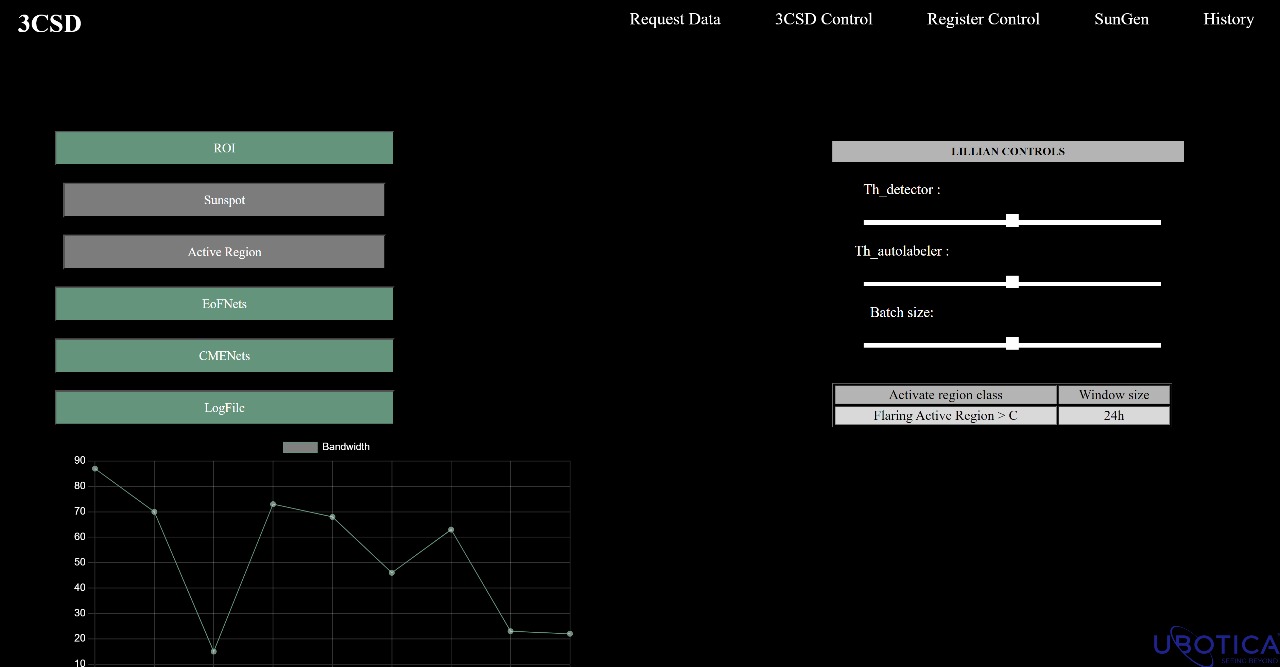 3CSD
Request Data
3CSD Control
Register Control
SunGen
History
ROI
Sunspot
Active Region
EoFNets
CMENets
LogFile
Bandwidth
90
80
70
60
50
40
30
20
10
LILLIAN CONTROLS
Th_detector :
Th_autolabeler :
Batch size:
Activate region class Window size
Flaring Active Region > C 24h
UBOTICA
SEEING BEYOND